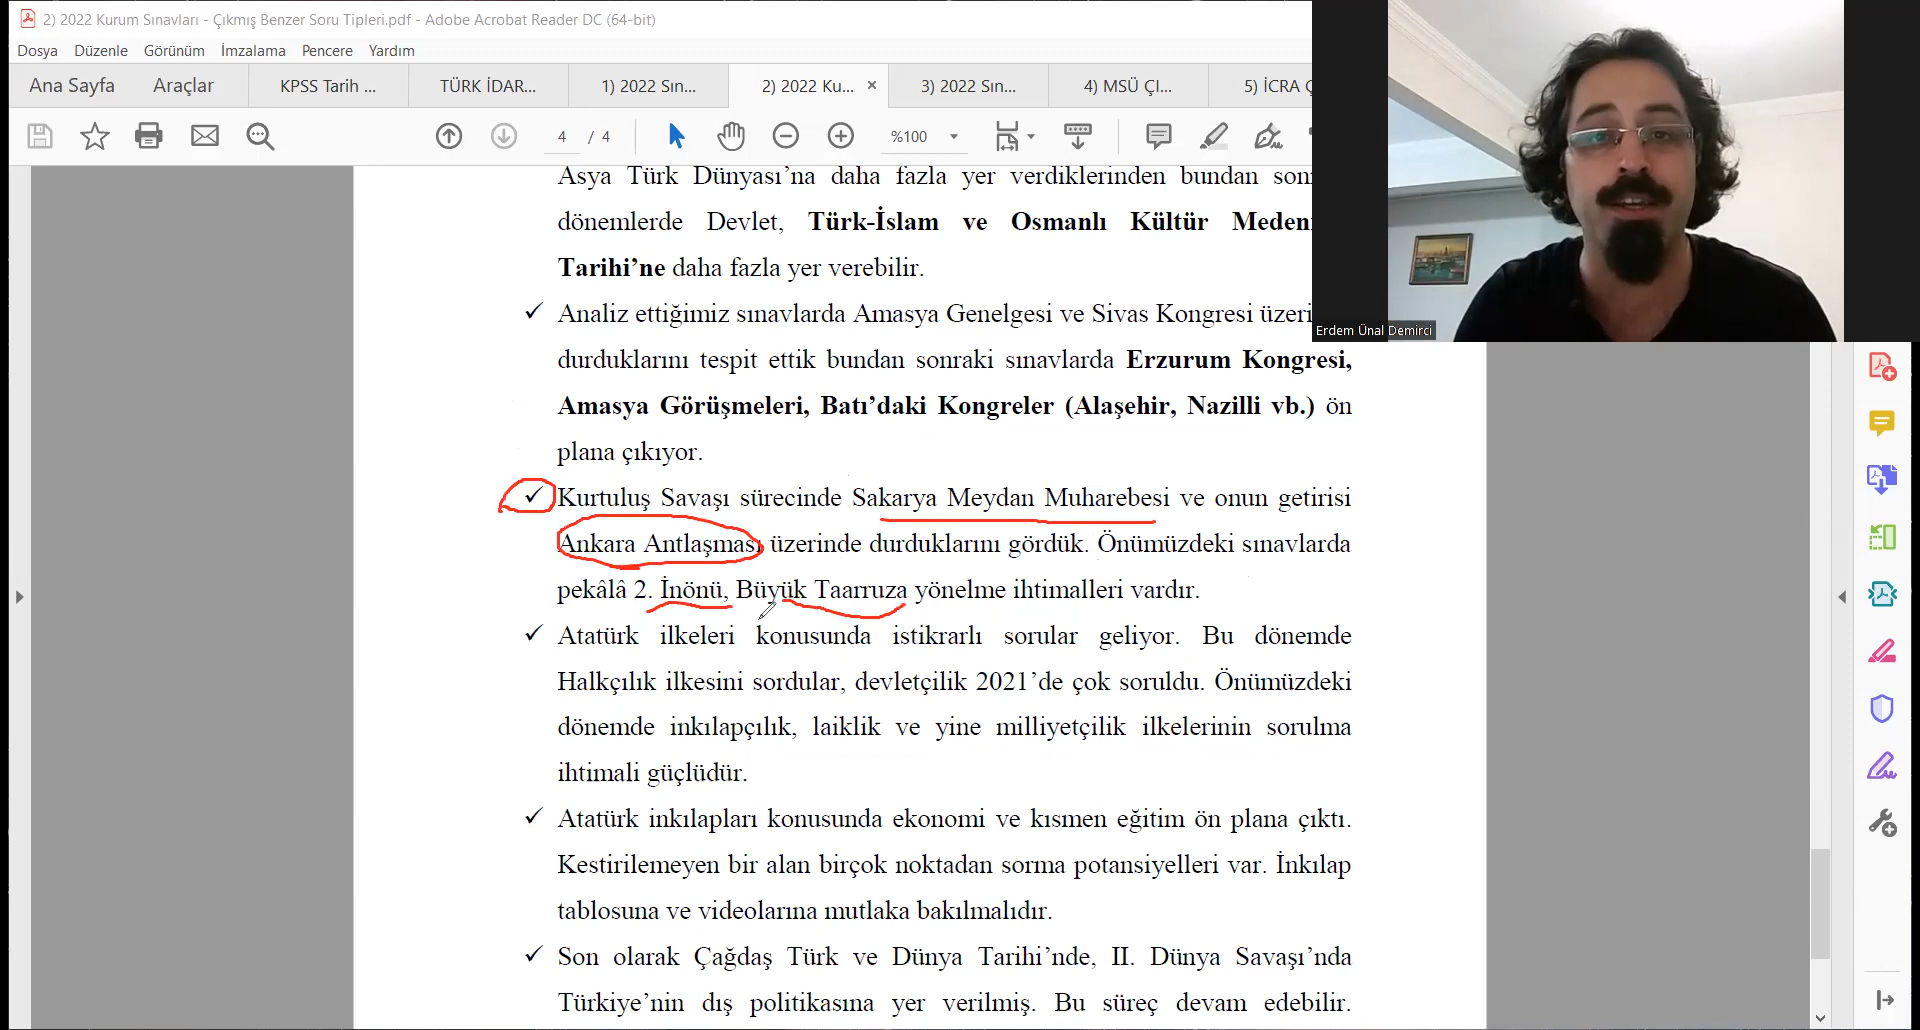 2) 2022 Kurum Sınavları - Çıkmış Benzer Soru Tipleri.pdf - Adobe Acrobat Reader DC (64-bit)
Dosya Düzenle Görünüm İmzalama Pencere Yardım
Ana Sayfa Araçlar KPSS Tarih ... TÜRK İDAR... 1) 2022 Sın... 2) 2022 Ku... × 3) 2022 Sın... 4) MSÜ ÇI... 5) İCRA Ç
4 / 4 %100
Asya Türk Dünyası’na daha fazla yer verdiklerinden bundan
dönemlerde Devlet, Türk-İslam ve Osmanlı Kültür
Tarihi’ne daha fazla yer verebilir.
✓ Analiz ettiğimiz sınavlarda Amasya Genelgesi ve Sivas Kongresi
durduklarını tespit ettik bundan sonraki sınavlarda Erzurum Kongresi,
Amasya Görüşmeleri, Batı’daki Kongreler (Alaşehir, Nazilli vb.) ön
plana çıkıyor.
✓ Kurtuluş Savaşı sürecinde Sakarya Meydan Muharebesi ve onun getirisi
Ankara Antlaşması üzerinde durduklarını gördük. Önümüzdeki sınavlarda
pekâlâ 2. İnönü, Büyük Taarruza yönelme ihtimalleri vardır.
✓ Atatürk ilkeleri konusunda istikrarlı sorular geliyor. Bu dönemde
Halkçılık ilkesini sordular, devletçilik 2021’de çok soruldu. Önümüzdeki
dönemde inkılapçılık, laiklik ve yine milliyetçilik ilkelerinin sorulma
ihtimali güçlüdür.
✓ Atatürk inkılapları konusunda ekonomi ve kısmen eğitim ön plana çıktı.
Kestirilemeyen bir alan birçok noktadan sorma potansiyelleri var. İnkılap
tablosuna ve videolarına mutlaka bakılmalıdır.
✓ Son olarak Çağdaş Türk ve Dünya Tarihi’nde, II. Dünya Savaşı’nda
Türkiye’nin dış politikasına yer verilmiş. Bu süreç devam edebilir.
Erdem Ünal Demirci